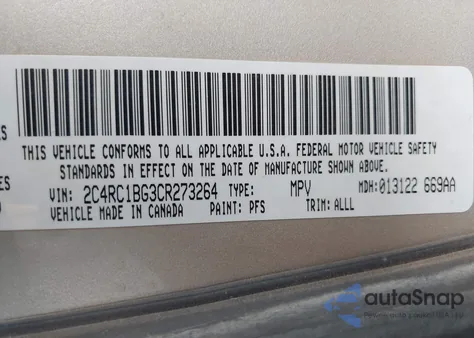 THIS VEHICLE CONFORMS TO ALL APPLICABLE U.S.A. FEDERAL MOTOR VEHICLE SAFETY
STANDARDS IN EFFECT ON THE DATE OF MANUFACTURE SHOWN ABOVE.
VIN: 2C4RC1BG3CR273264 TYPE: MPV MDH: 013122 669AA
VEHICLE MADE IN CANADA PAINT: PFS TRIM: ALLL
autoSnap